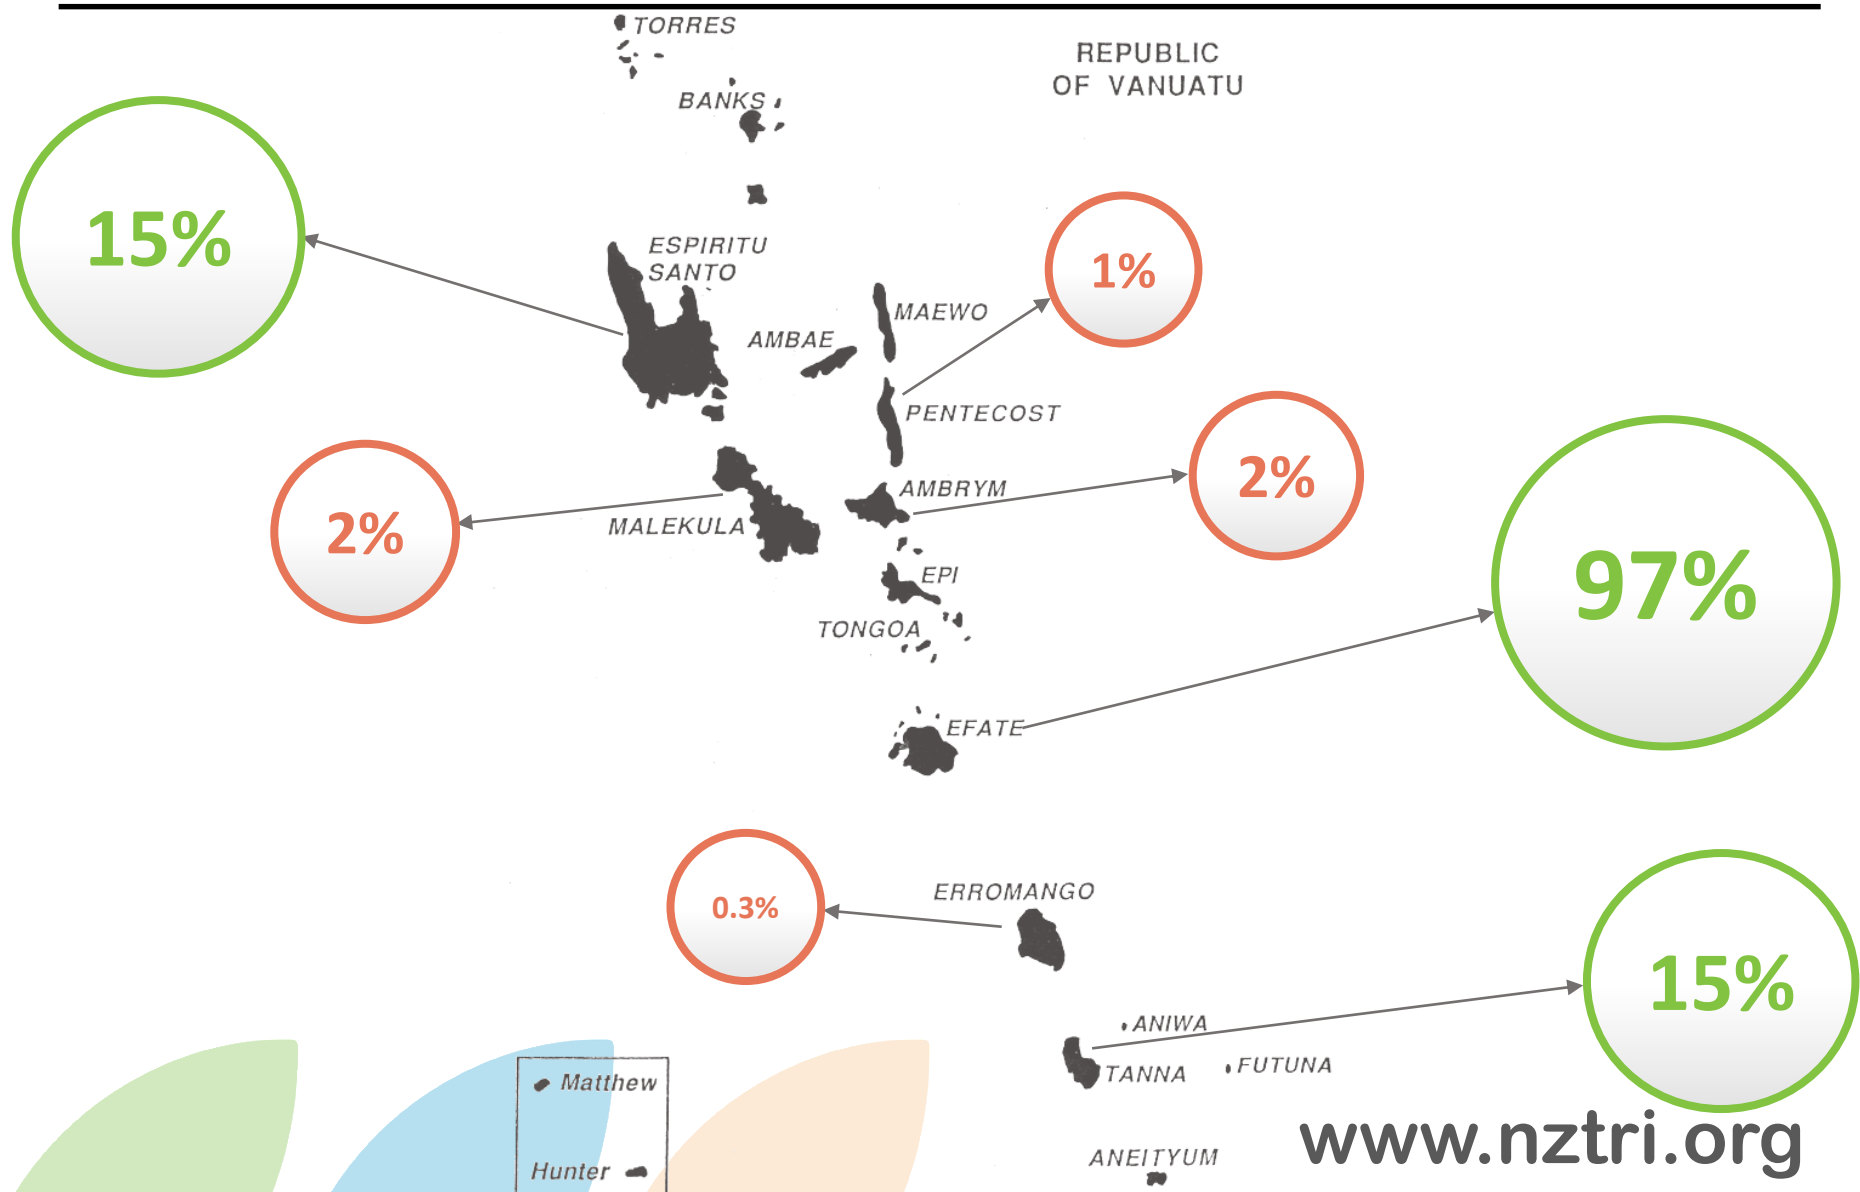 TORRES
REPUBLIC
OF VANUATU
BANKS
15%
ESPIRITU
SANTO
1%
MAEWO
AMBAE
PENTECOST
2%
AMBRYM
MALEKULA
2%
97%
EPI
TONGOA
EFATE
ERROMANGO
0.3%
15%
ANIWA
TANNA
FUTUNA
Matthew
www.nztri.org
ANEITYUM
Hunter